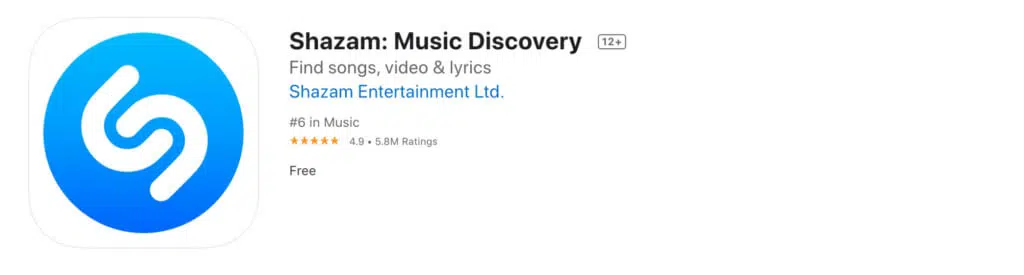 Shazam: Music Discovery 12+
Find songs, video & lyrics
Shazam Entertainment Ltd.
#6 in Music
★★★★★ 4.9 • 5.8M Ratings
Free